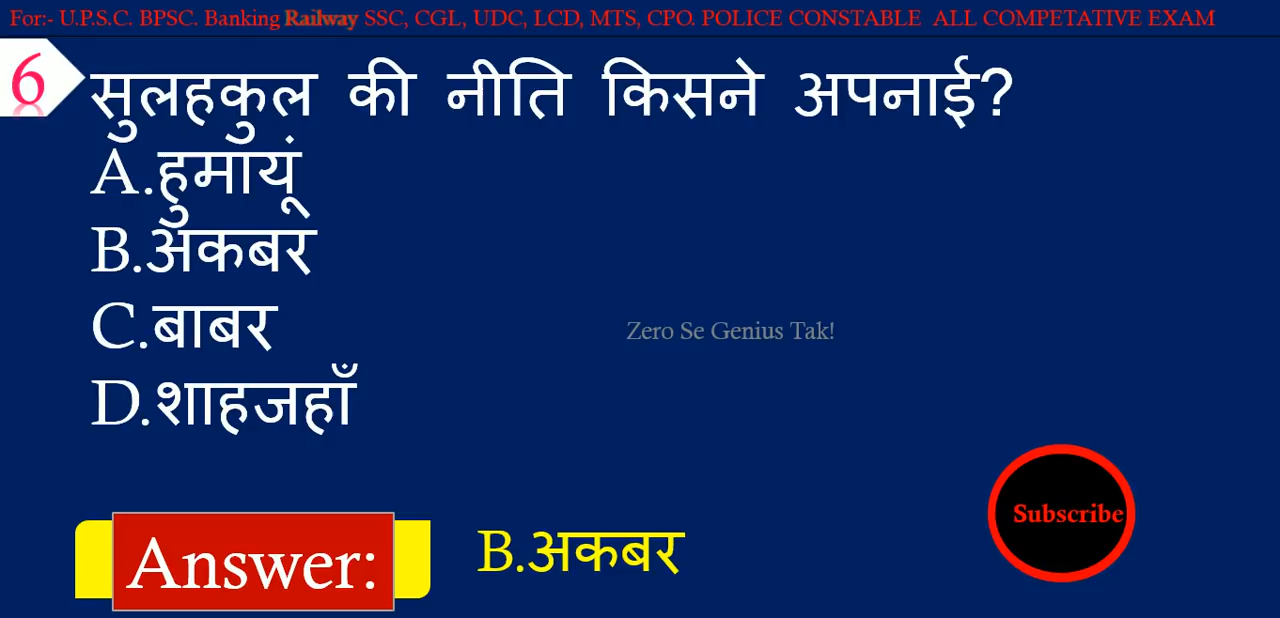 For:- U.P.S.C. BPSC. Banking Railway SSC, CGL, UDC, LCD, MTS, CPO. POLICE CONSTABLE ALL COMPETATIVE EXAM
6 सुलहकुल की नीति किसने अपनाई?
A.हुमायूं
B.अकबर
C.बाबर
Zero Se Genius Tak!
D.शाहजहाँ
Subscribe
Answer: B.अकबर